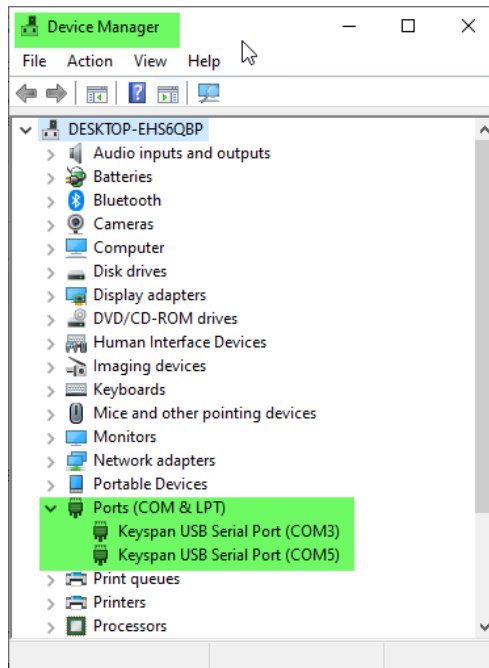 Device Manager
File Action View Help
DESKTOP-EHS6QBP
Audio inputs and outputs
Batteries
Bluetooth
Cameras
Computer
Disk drives
Display adapters
DVD/CD-ROM drives
Human Interface Devices
Imaging devices
Keyboards
Mice and other pointing devices
Monitors
Network adapters
Portable Devices
Ports (COM & LPT)
Keyspan USB Serial Port (COM3)
Keyspan USB Serial Port (COM5)
Print queues
Printers
Processors